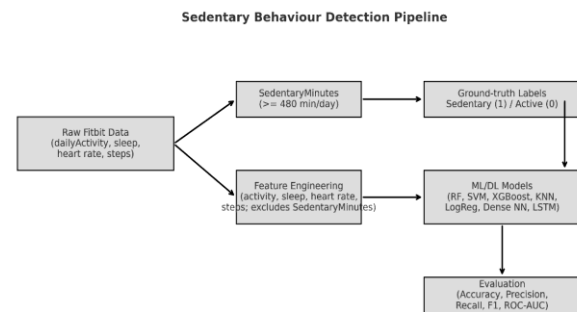 Sedentary Behaviour Detection Pipeline
SedentaryMinutes
(>= 480 min/day)
Ground-truth Labels
Sedentary (1) / Active (0)
Raw Fitbit Data
(dailyActivity, sleep,
heart rate, steps)
Feature Engineering
(activity, sleep, heart rate,
steps; excludes SedentaryMinutes)
ML/DL Models
(RF, SVM, XGBoost, KNN,
LogReg, Dense NN, LSTM)
Evaluation
(Accuracy, Precision,
Recall, F1, ROC-AUC)